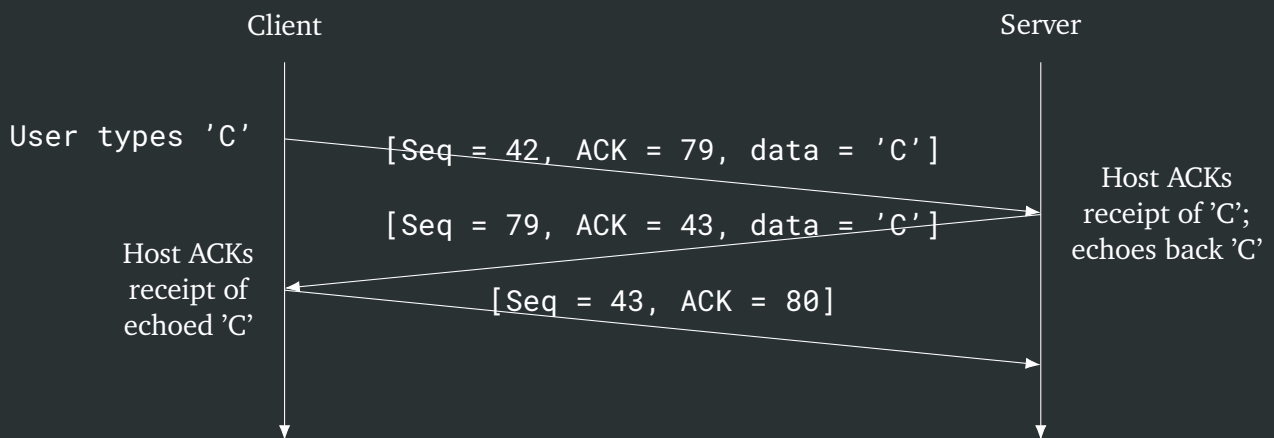 Client
Server
User types ’C’
[Seq = 42, ACK = 79, data = ’C’]
Host ACKs
receipt of ’C’;
echoes back ’C’
[Seq = 79, ACK = 43, data = ’C’]
Host ACKs
receipt of
echoed ’C’
[Seq = 43, ACK = 80]